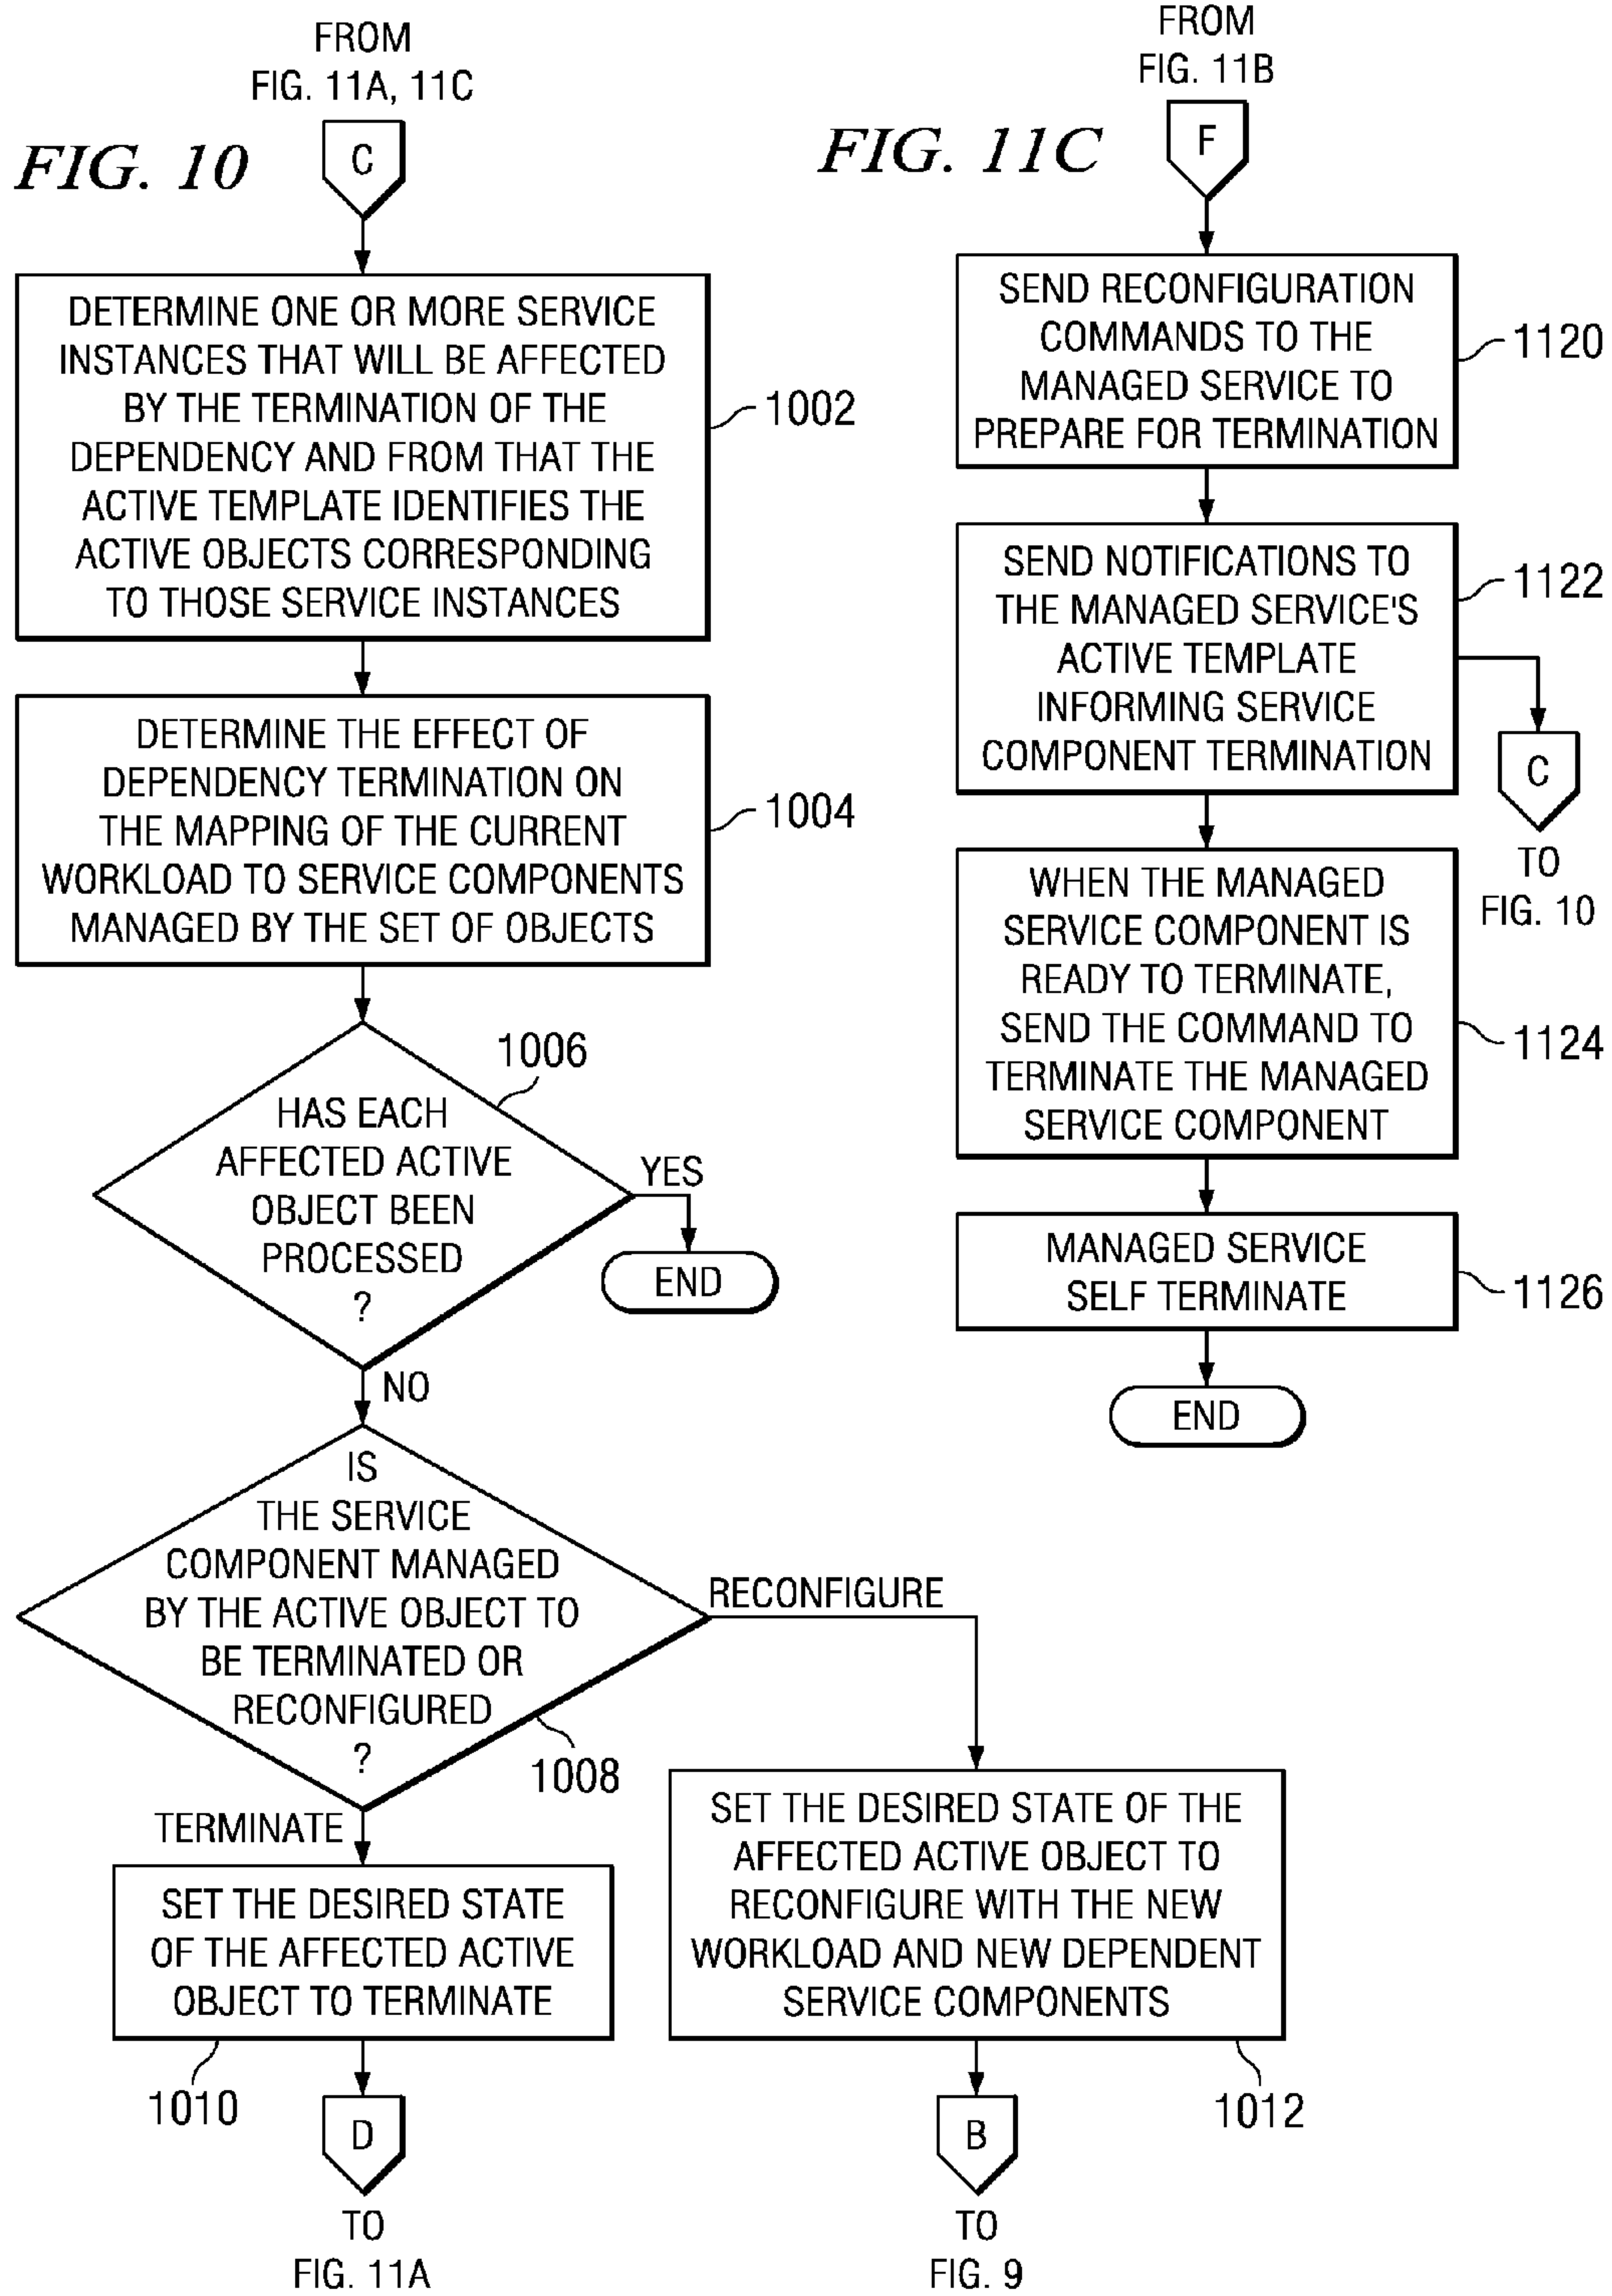 FROM
FIG. 11A, 11C
FIG. 10
C
DETERMINE ONE OR MORE SERVICE
INSTANCES THAT WILL BE AFFECTED
BY THE TERMINATION OF THE
DEPENDENCY AND FROM THAT THE
ACTIVE TEMPLATE IDENTIFIES THE
ACTIVE OBJECTS CORRESPONDING
TO THOSE SERVICE INSTANCES
1002
DETERMINE THE EFFECT OF
DEPENDENCY TERMINATION ON
THE MAPPING OF THE CURRENT
WORKLOAD TO SERVICE COMPONENTS
MANAGED BY THE SET OF OBJECTS
1004
1006
HAS EACH
AFFECTED ACTIVE
OBJECT BEEN
PROCESSED
?
YES
END
NO
IS
THE SERVICE
COMPONENT MANAGED
BY THE ACTIVE OBJECT TO
BE TERMINATED OR
RECONFIGURED
?
1008
RECONFIGURE
TERMINATE
SET THE DESIRED STATE
OF THE AFFECTED ACTIVE
OBJECT TO TERMINATE
1010
D
TO
FIG. 11A
SET THE DESIRED STATE OF THE
AFFECTED ACTIVE OBJECT TO
RECONFIGURE WITH THE NEW
WORKLOAD AND NEW DEPENDENT
SERVICE COMPONENTS
1012
B
TO
FIG. 9
FROM
FIG. 11B
FIG. 11C
F
SEND RECONFIGURATION
COMMANDS TO THE
MANAGED SERVICE TO
PREPARE FOR TERMINATION
1120
SEND NOTIFICATIONS TO
THE MANAGED SERVICE'S
ACTIVE TEMPLATE
INFORMING SERVICE
COMPONENT TERMINATION
1122
C
TO
FIG. 10
WHEN THE MANAGED
SERVICE COMPONENT IS
READY TO TERMINATE,
SEND THE COMMAND TO
TERMINATE THE MANAGED
SERVICE COMPONENT
1124
MANAGED SERVICE
SELF TERMINATE
1126
END